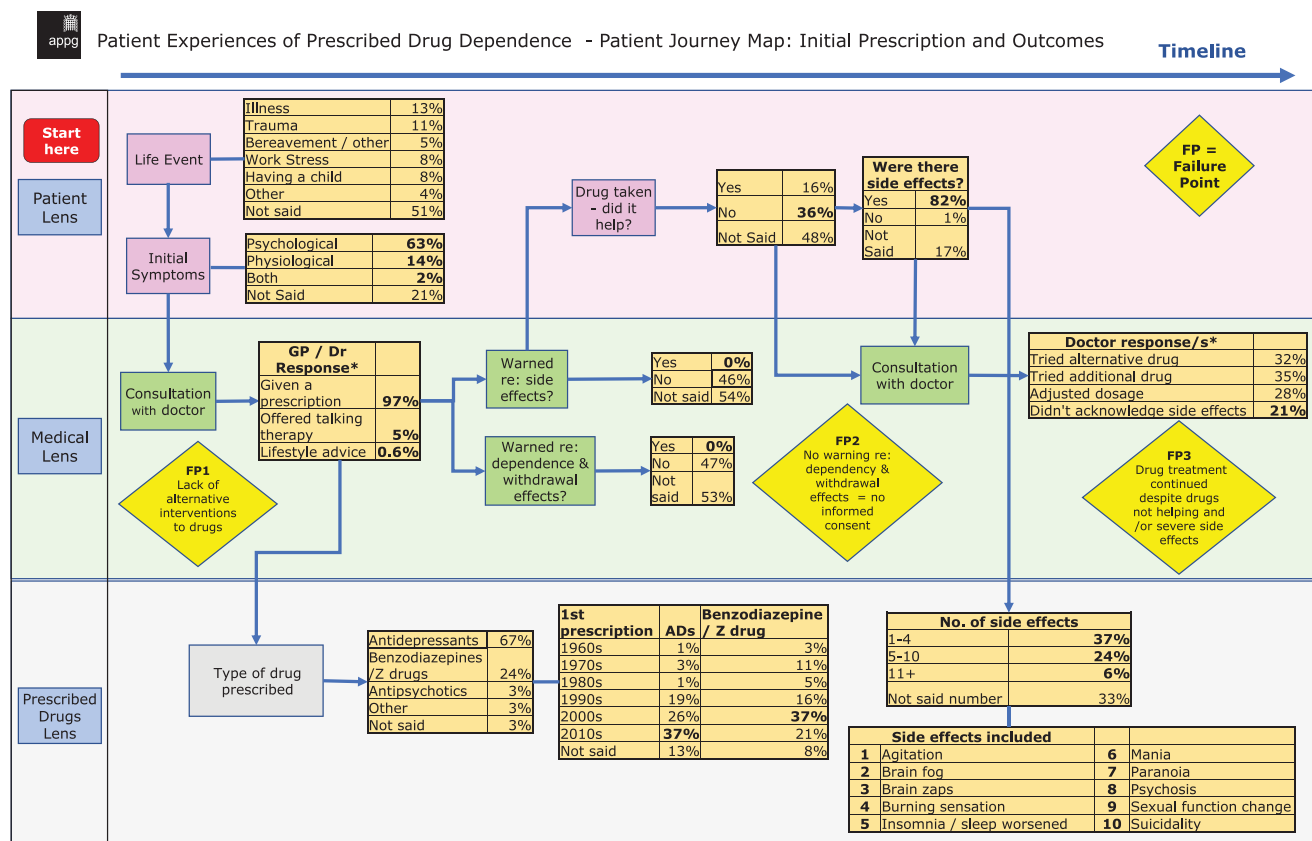 appg
Patient Experiences of Prescribed Drug Dependence - Patient Journey Map: Initial Prescription and Outcomes
Timeline
Start
here
Patient
Lens
Life Event
Illness 13%
Trauma 11%
Bereavement / other 5%
Work Stress 8%
Having a child 8%
Other 4%
Not said 51%
Initial
Symptoms
Psychological 63%
Physiological 14%
Both 2%
Not Said 21%
Drug taken
- did it
help?
Yes 16%
No 36%
Not Said 48%
Were there
side effects?
Yes 82%
No 1%
Not
Said 17%
FP =
Failure
Point
Medical
Lens
Consultation
with doctor
GP / Dr
Response*
Given a
prescription 97%
Offered talking
therapy 5%
Lifestyle advice 0.6%
FP1
Lack of
alternative
interventions
to drugs
Warned
re: side
effects?
Yes 0%
No 46%
Not said 54%
Warned re:
dependence &
withdrawal
effects?
Yes 0%
No 47%
Not
said 53%
Consultation
with doctor
FP2
No warning re:
dependency &
withdrawal
effects = no
informed
consent
Doctor response/s*
Tried alternative drug 32%
Tried additional drug 35%
Adjusted dosage 28%
Didn't acknowledge side effects 21%
FP3
Drug treatment
continued
despite drugs
not helping and
/or severe side
effects
Prescribed
Drugs
Lens
Type of drug
prescribed
Antidepressants 67%
Benzodiazepines
/Z drugs 24%
Antipsychotics 3%
Other 3%
Not said 3%
1st Benzodiazepine
prescription ADs / Z drug
1960s 1% 3%
1970s 3% 11%
1980s 1% 5%
1990s 19% 16%
2000s 26% 37%
2010s 37% 21%
Not said 13% 8%
No. of side effects
1-4 37%
5-10 24%
11+ 6%
Not said number 33%
Side effects included
1 Agitation 6 Mania
2 Brain fog 7 Paranoia
3 Brain zaps 8 Psychosis
4 Burning sensation 9 Sexual function change
5 Insomnia / sleep worsened 10 Suicidality